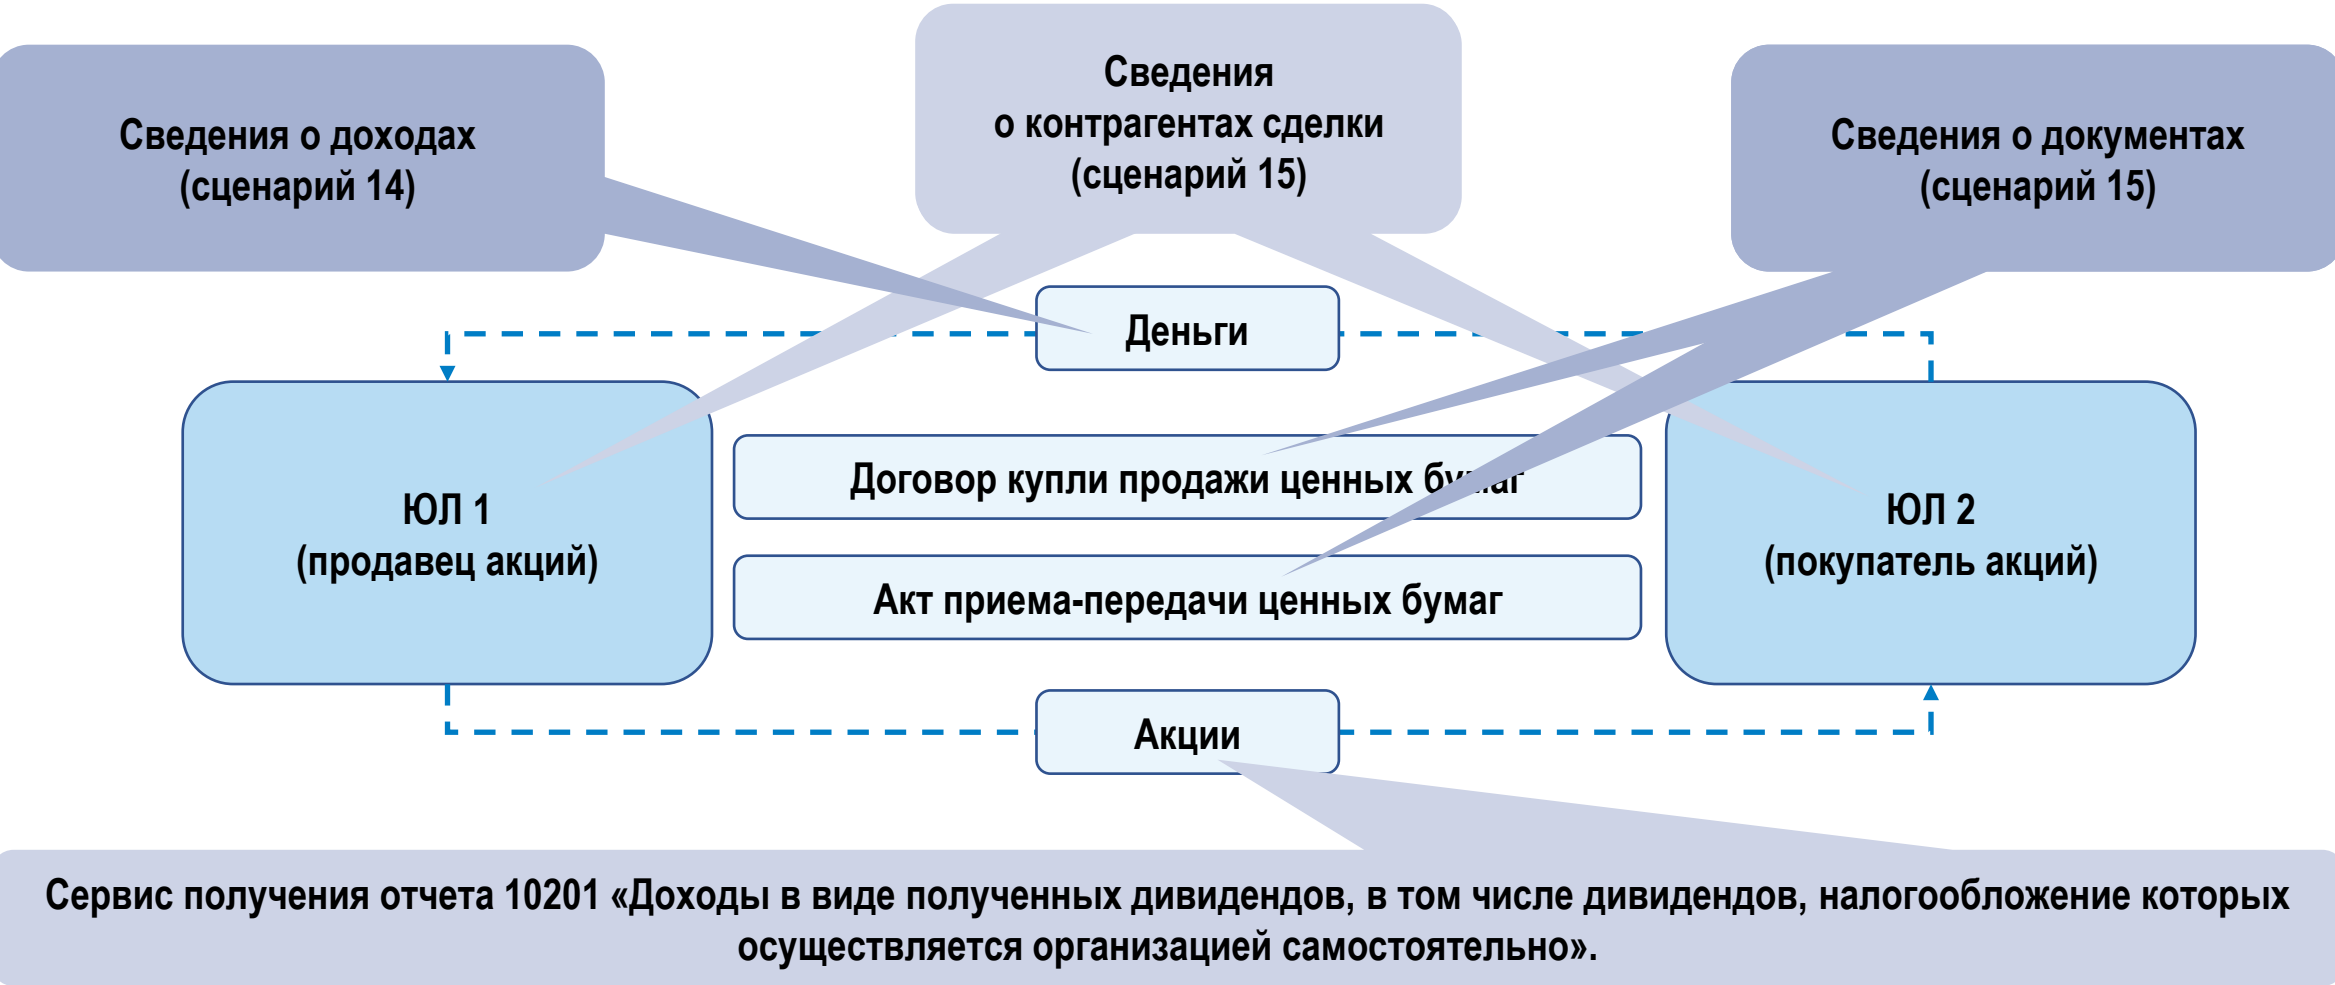 Сведения о доходах
(сценарий 14)
Сведения
о контрагентах сделки
(сценарий 15)
Сведения о документах
(сценарий 15)
Деньги
ЮЛ 1
(продавец акций)
Договор купли продажи ценных бумаг
Акт приема-передачи ценных бумаг
ЮЛ 2
(покупатель акций)
Акции
Сервис получения отчета 10201 «Доходы в виде полученных дивидендов, в том числе дивидендов, налогообложение которых
осуществляется организацией самостоятельно».